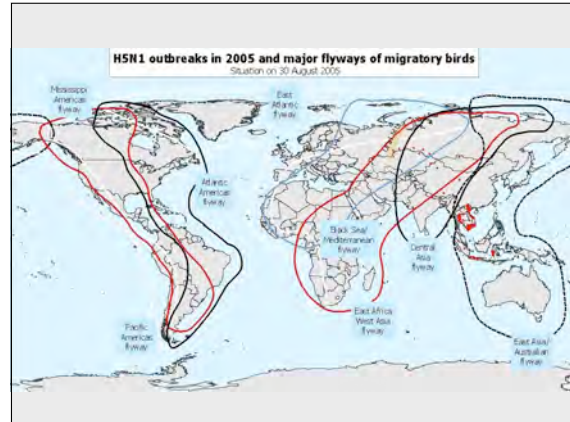 H5N1 outbreaks in 2005 and major flyways of migratory birds
Situation on 30 August 2005
Mississippi
Americas
flyway
East
Atlantic
flyway
Atlantic
Americas
flyway
Black Sea/
Mediterranean
flyway
Central
Asia
flyway
East Africa
West Asia
flyway
Pacific
Americas
flyway
East Asia/
Australian
flyway